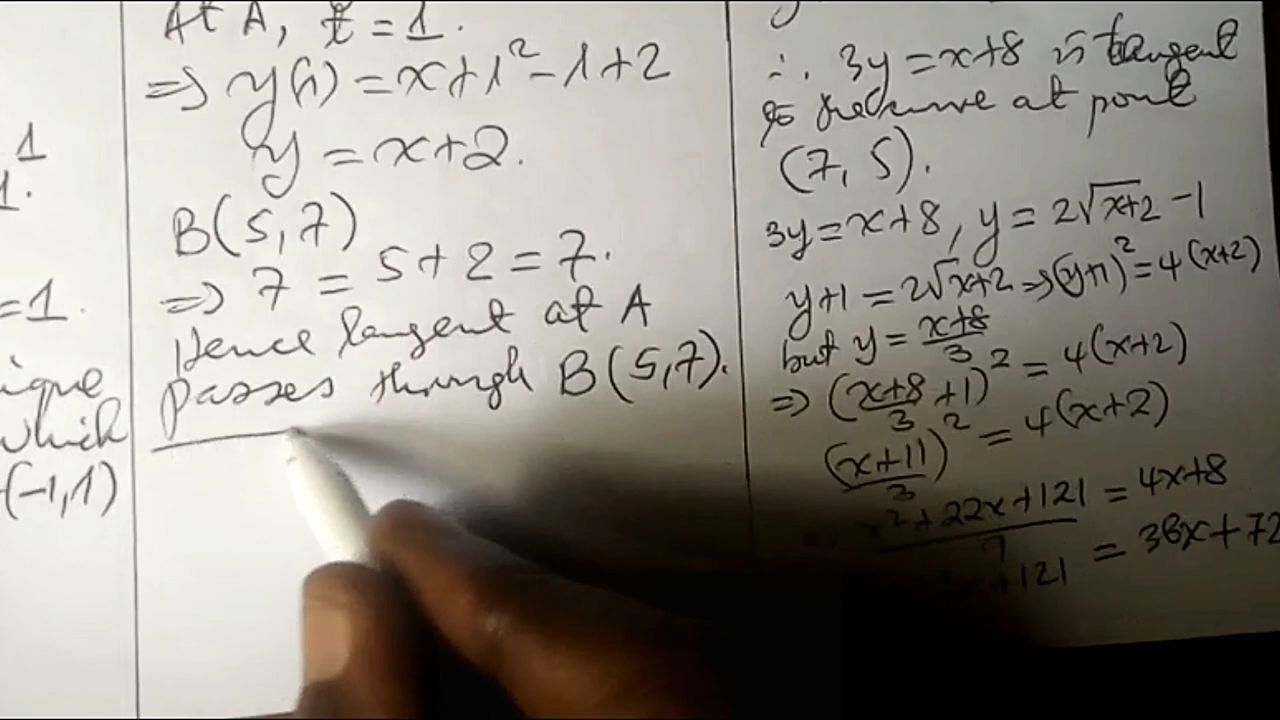 1
1.
=1.
ique
which
(-1,1)
At A, t = 1.
=> y(1) = x+1²-1+2
y = x+2.
B(5,7)
=> 7 = 5+2 = 7.
Hence tangent at A
passes through B(5,7).
∴ 3y = x+8 is tangent
to the curve at point
(7, 5).
3y = x+8, y = 2√x+2 -1
y+1 = 2√x+2 => (y+1)² = 4(x+2)
but y = x+8/3
=> (x+8/3 +1)² = 4(x+2)
(x+11/3)² = 4(x+2)
x²+22x+121/9 = 4x+8
+121 = 36x+72